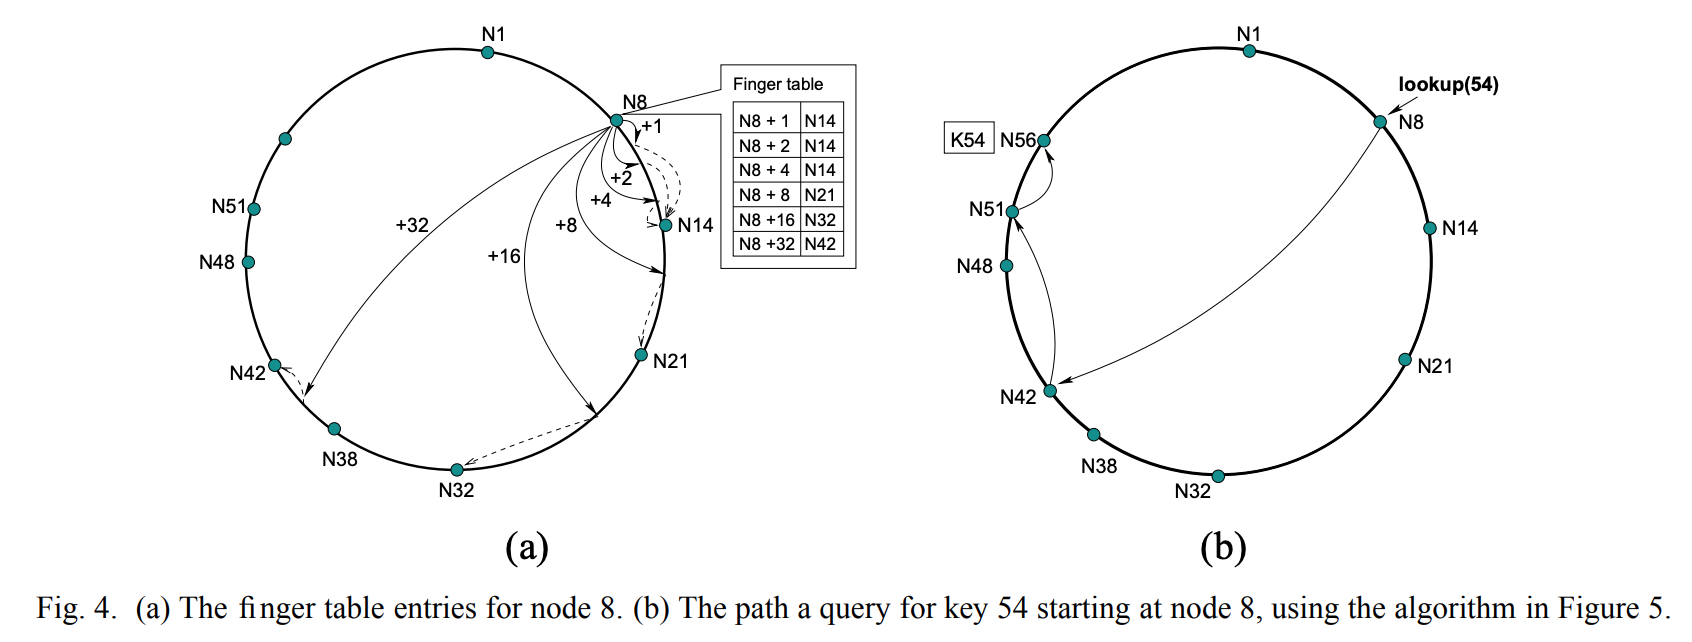 N1
N8
Finger table
N8 + 1 N14
N8 + 2 N14
N8 + 4 N14
N8 + 8 N21
N8 +16 N32
N8 +32 N42
+1
+2
+4
+8
+16
+32
N14
N21
N32
N38
N42
N48
N51
(a)
N1
lookup(54)
N8
K54
N56
N51
N14
N48
N21
N42
N38
N32
(b)
Fig. 4. (a) The finger table entries for node 8. (b) The path a query for key 54 starting at node 8, using the algorithm in Figure 5.